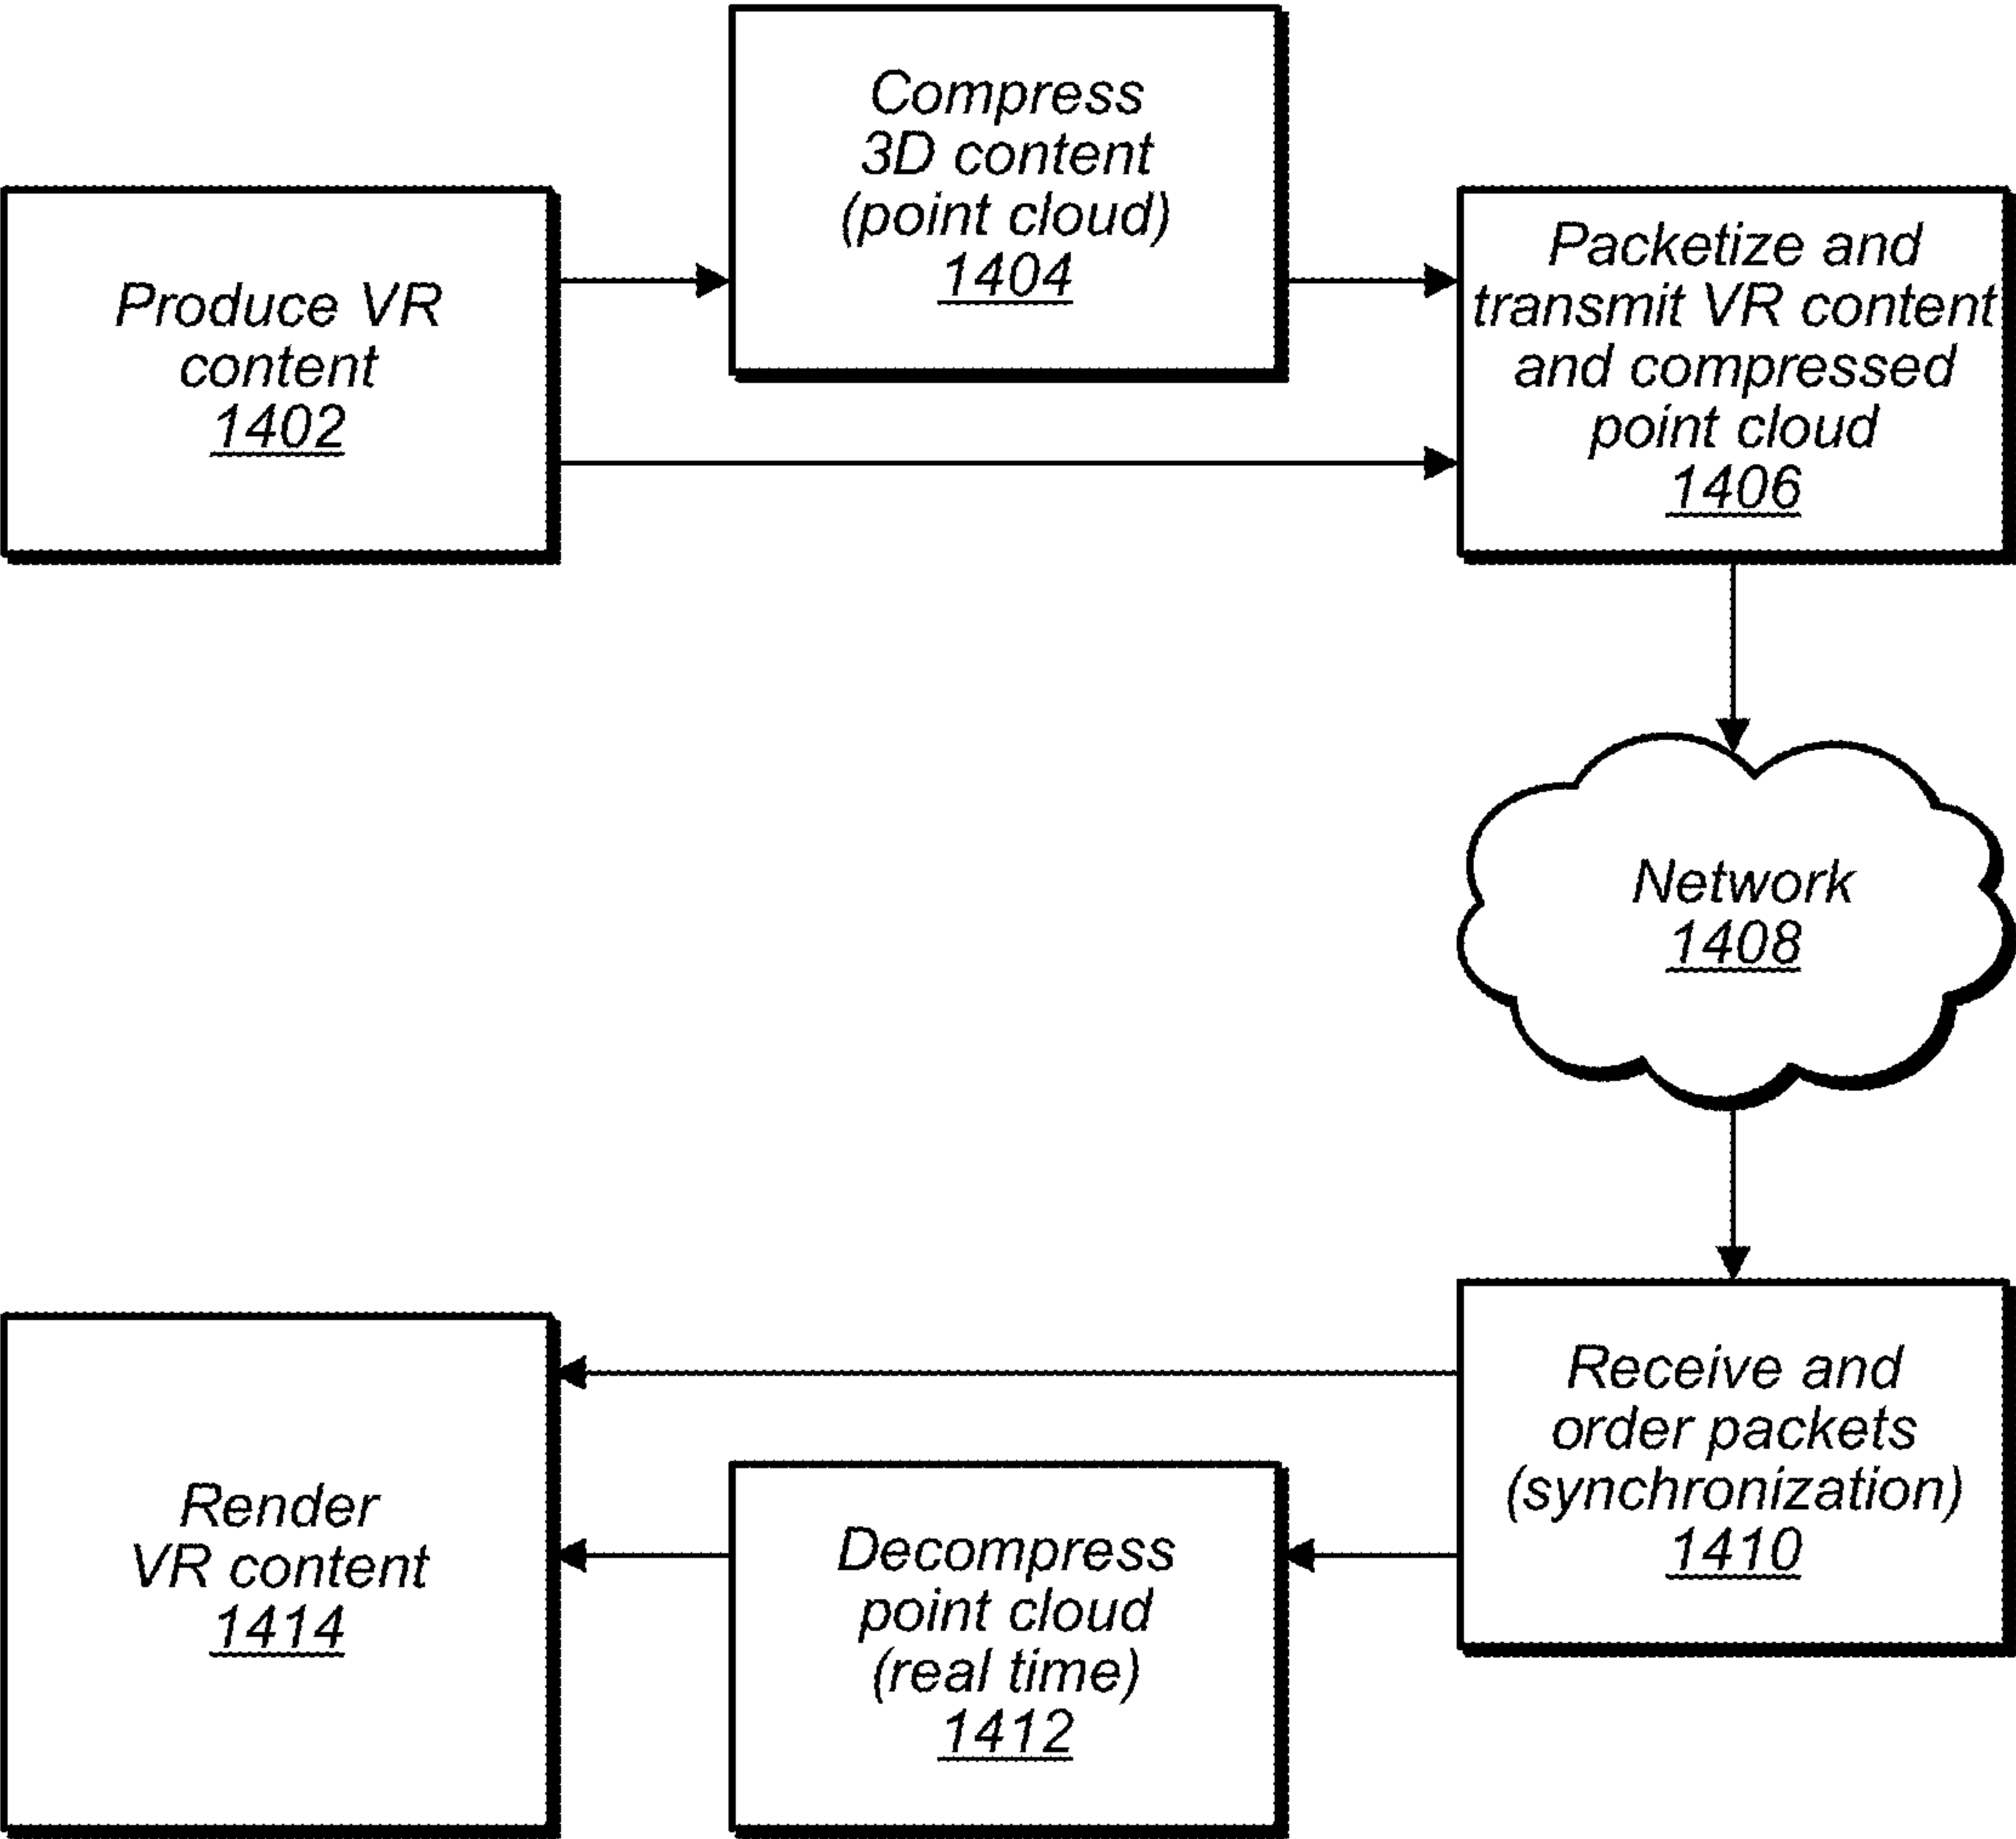 Compress
3D content
(point cloud)
1404
Produce VR
content
1402
Packetize and
transmit VR content
and compressed
point cloud
1406
Network
1408
Receive and
order packets
(synchronization)
1410
Decompress
point cloud
(real time)
1412
Render
VR content
1414